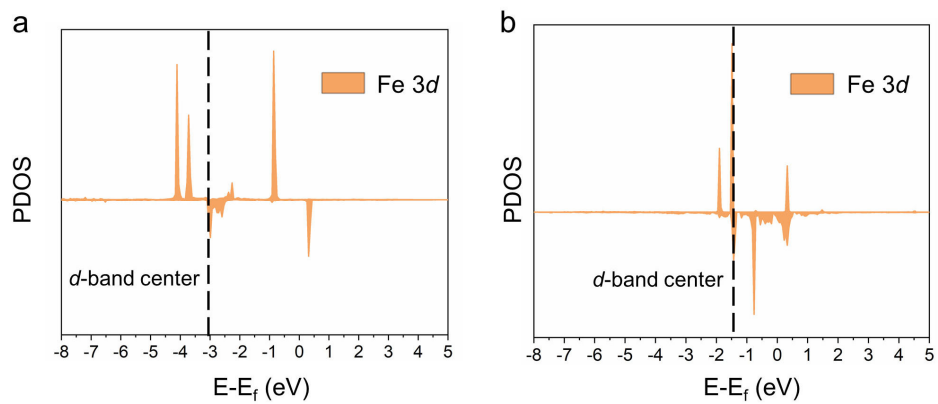 a
Fe 3d
PDOS
d-band center
-8 -7 -6 -5 -4 -3 -2 -1 0 1 2 3 4 5
E-Ef (eV)
b
Fe 3d
PDOS
d-band center
-8 -7 -6 -5 -4 -3 -2 -1 0 1 2 3 4 5
E-Ef (eV)